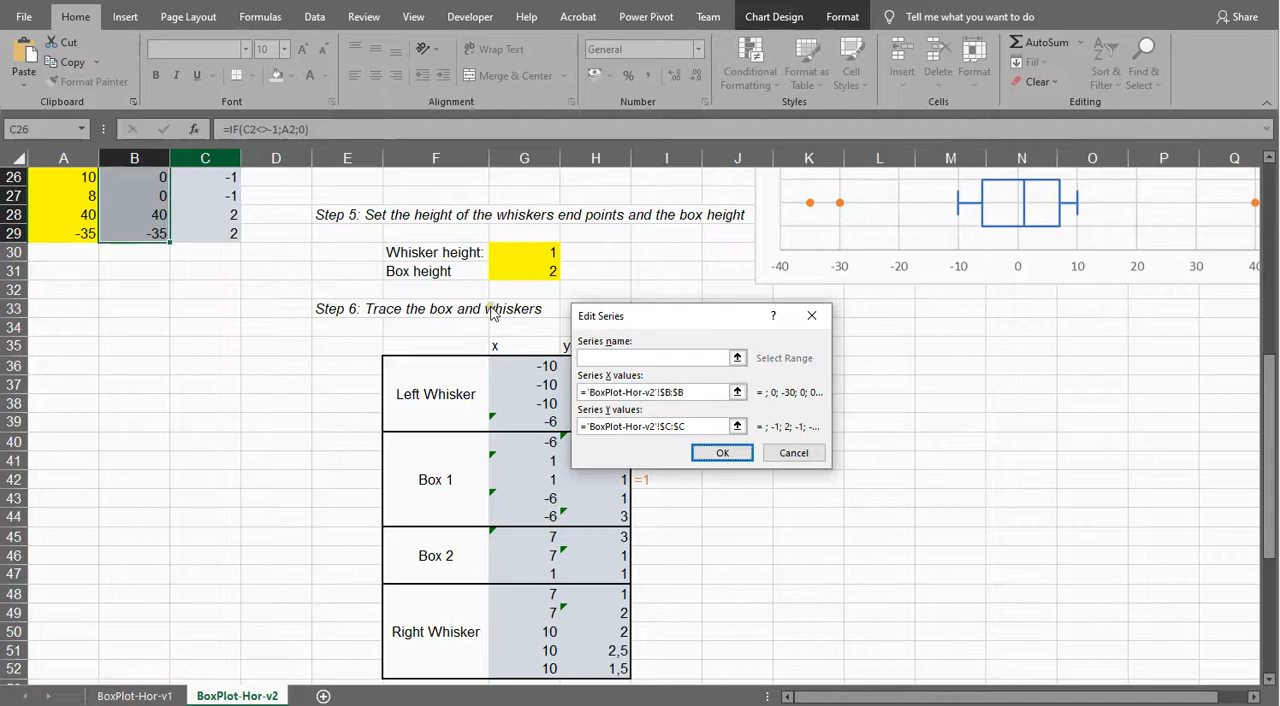 File Home Insert Page Layout Formulas Data Review View Developer Help Acrobat Power Pivot Team Chart Design Format Tell me what you want to do Share
Paste
Cut
Copy
Format Painter
10
A A
B I U
A
Wrap Text
Merge & Center
General
%
Conditional Formatting
Format as Table
Cell Styles
Insert
Delete
Format
AutoSum
Fill
Clear
Sort & Filter
Find & Select
Clipboard Font Alignment Number Styles Cells Editing
C26 fx =IF(C2<>-1;A2;0)
A B C D E F G H I J K L M N O P Q
26 10 0 -1
27 8 0 -1
28 40 40 2 Step 5: Set the height of the whiskers end points and the box height
29 -35 -35 2
30 Whisker height: 1
31 Box height 2
-40 -30 -20 -10 0 10 20 30 40
32
33 Step 6: Trace the box and whiskers
34
35 x y
36 -10
37 -10
38 Left Whisker -10
39 -6
40 -6
41 1
42 Box 1 1 1 =1
43 -6 1
44 -6 3
45 7 3
46 Box 2 7 1
47 1 1
48 7 1
49 7 2
50 Right Whisker 10 2
51 10 2,5
52 10 1,5
Edit Series ?
Series name:
Select Range
Series X values:
='BoxPlot-Hor-v2'!$B:$B = ; 0; -30; 0; 0...
Series Y values:
='BoxPlot-Hor-v2'!$C:$C = ; -1; 2; -1; -...
OK Cancel
BoxPlot-Hor-v1 BoxPlot-Hor-v2